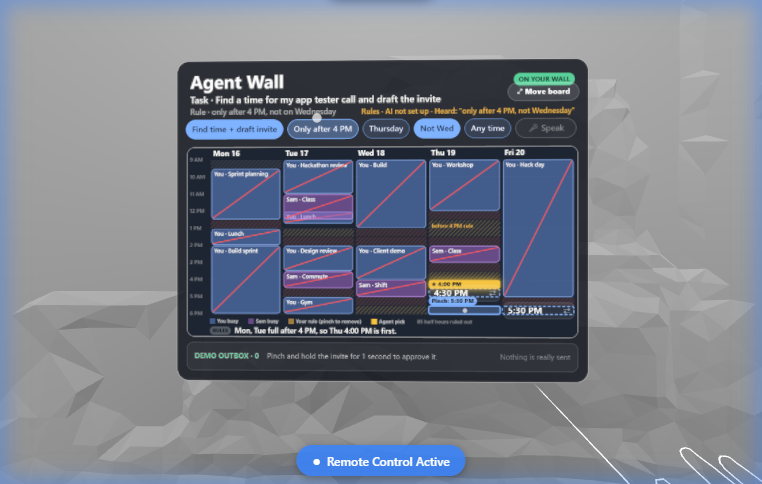 Agent Wall
ON YOUR WALL
Move board
Task · Find a time for my app tester call and draft the invite
Rule · only after 4 PM, not on Wednesday
Rules · AI not set up · Heard: "only after 4 PM, not Wednesday"
Find time + draft invite
Only after 4 PM
Thursday
Not Wed
Any time
Speak
Mon 16
Tue 17
Wed 18
Thu 19
Fri 20
9 AM
You · Hackathon review
You · Build
You · Workshop
You · Hack day
10 AM
You · Sprint planning
11 AM
Sam · Class
12 PM
You · Lunch
before 4 PM rule
1 PM
You · Lunch
2 PM
You · Build sprint
You · Design review
You · Client demo
Sam · Class
3 PM
4 PM
Sam · Commute
Sam · Shift
4:00 PM
4:30 PM
5 PM
You · Gym
Pinch: 5:30 PM
5:30 PM
6 PM
You busy
Sam busy
Your rule (pinch to remove)
Agent pick
half hours ruled out
RULES
Mon, Tue full after 4 PM, so Thu 4:00 PM is first.
DEMO OUTBOX · 0
Pinch and hold the invite for 1 second to approve it.
Nothing is really sent
Remote Control Active